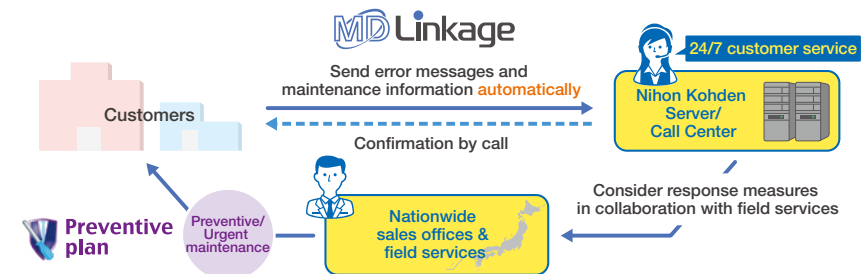 MD Linkage
24/7 customer service
Send error messages and
maintenance information automatically
Customers
Nihon Kohden
Server/
Call Center
Confirmation by call
Consider response measures
in collaboration with field services
Nationwide
sales offices &
field services
Preventive/
Urgent
maintenance
Preventive
plan